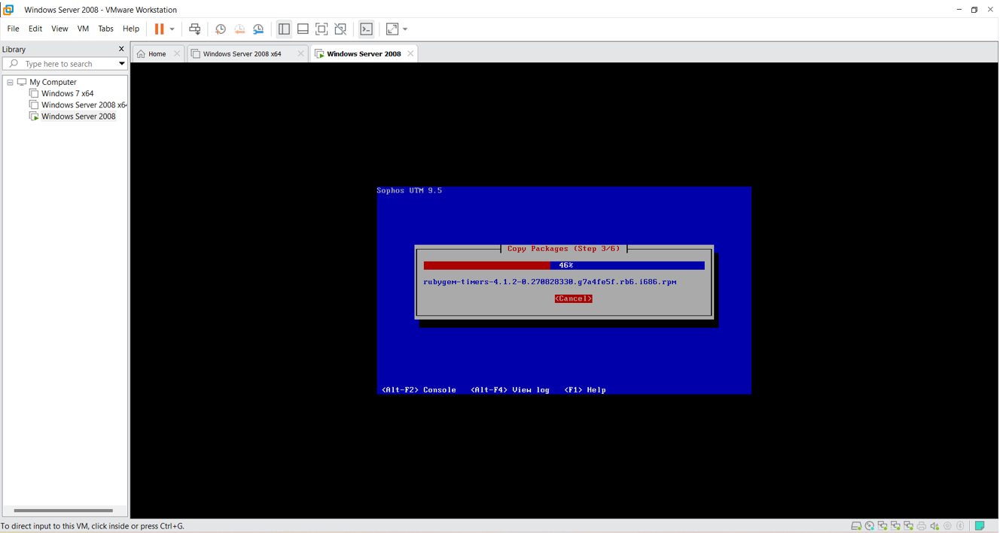 Windows Server 2008 - VMware Workstation
File Edit View VM Tabs Help
Library
Type here to search
My Computer
Windows 7 x64
Windows Server 2008 x64
Windows Server 2008
Home
Windows Server 2008 x64
Windows Server 2008
Sophos UTM 9.5
Copy Packages (Step 3/6)
46%
rubygem-timers-4.1.2-0.270828330.g7a4fe5f.rb6.i686.rpm
<Cancel>
<Alt-F2> Console <Alt-F4> View log <F1> Help
To direct input to this VM, click inside or press Ctrl+G.